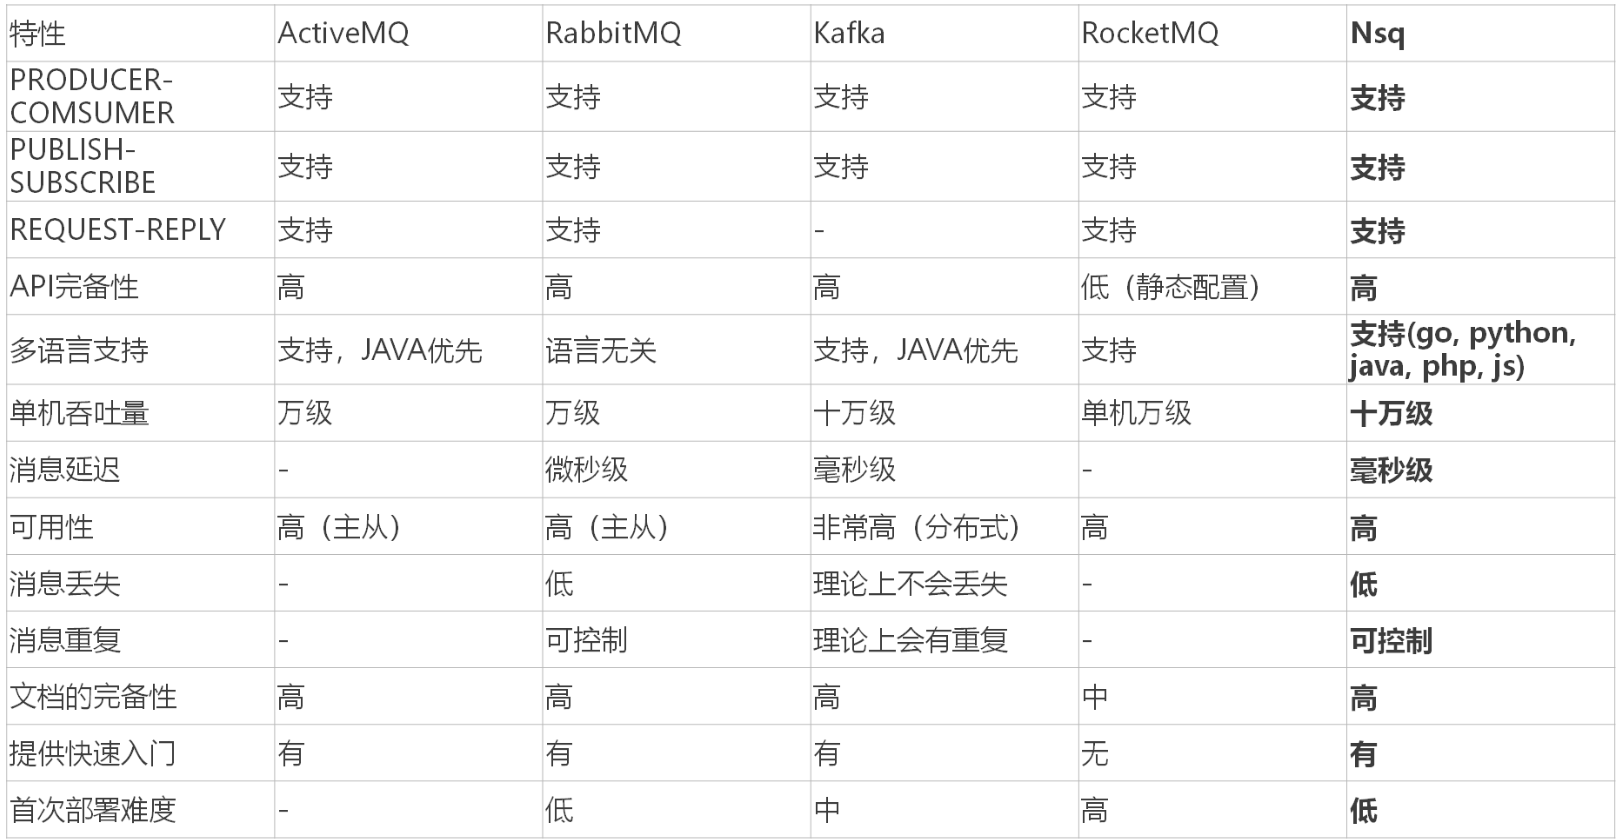 特性 ActiveMQ RabbitMQ Kafka RocketMQ Nsq
PRODUCER-
COMSUMER 支持 支持 支持 支持 支持
PUBLISH-
SUBSCRIBE 支持 支持 支持 支持 支持
REQUEST-REPLY 支持 支持 - 支持 支持
API完备性 高 高 高 低（静态配置） 高
多语言支持 支持，JAVA优先 语言无关 支持，JAVA优先 支持 支持(go, python,
java, php, js)
单机吞吐量 万级 万级 十万级 单机万级 十万级
消息延迟 - 微秒级 毫秒级 - 毫秒级
可用性 高（主从） 高（主从） 非常高（分布式） 高 高
消息丢失 - 低 理论上不会丢失 - 低
消息重复 - 可控制 理论上会有重复 - 可控制
文档的完备性 高 高 高 中 高
提供快速入门 有 有 有 无 有
首次部署难度 - 低 中 高 低